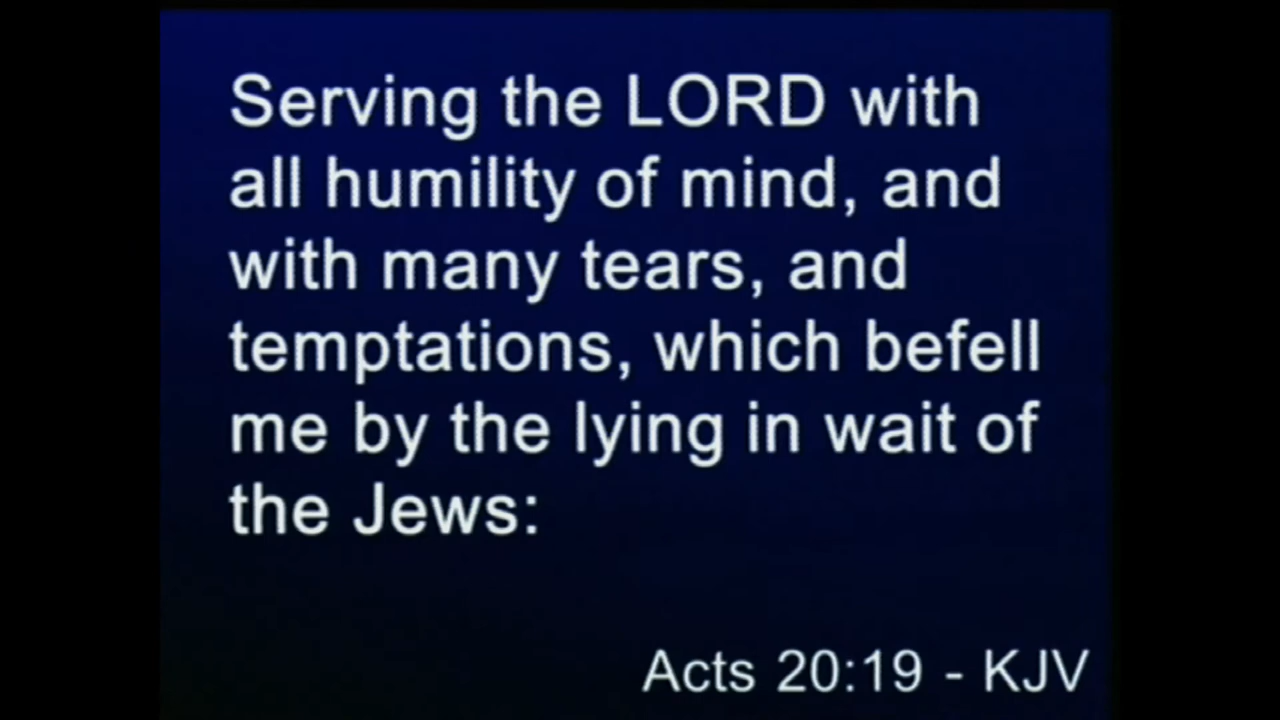 Serving the LORD with
all humility of mind, and
with many tears, and
temptations, which befell
me by the lying in wait of
the Jews:
Acts 20:19 - KJV